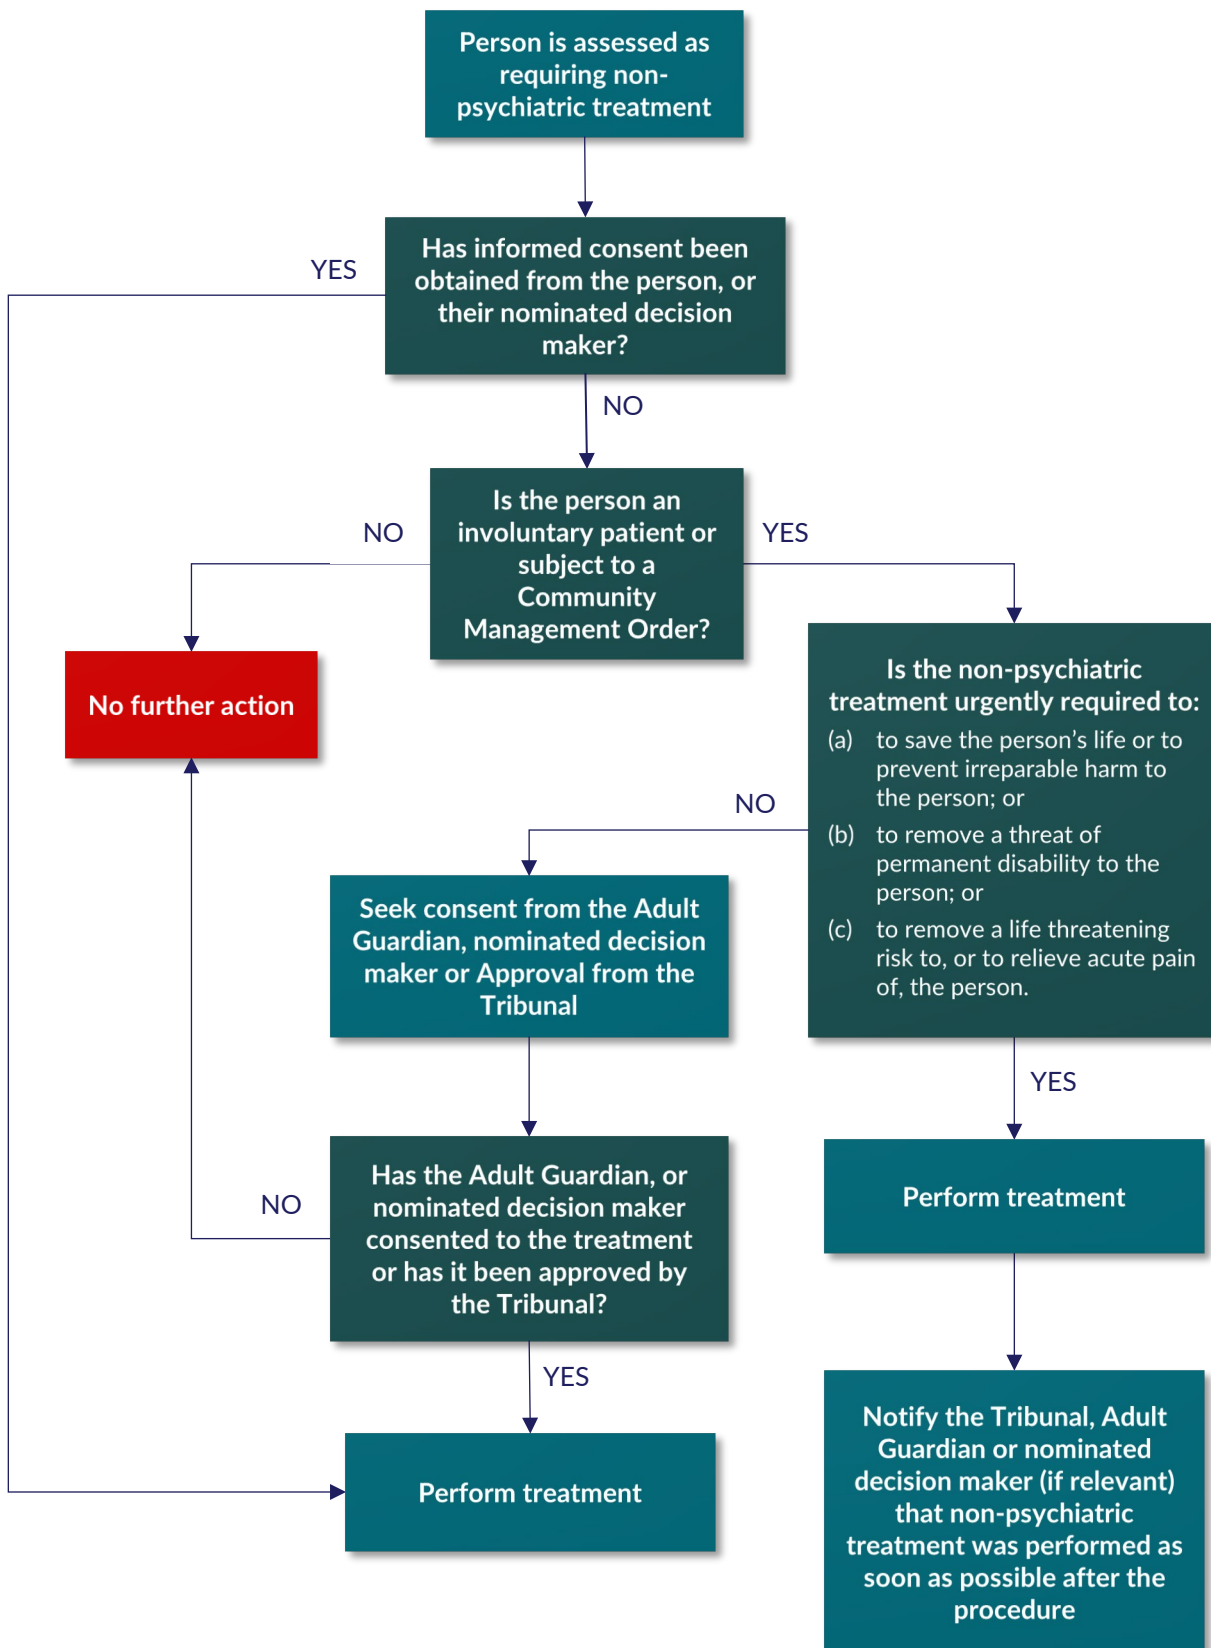 Person is assessed as
requiring non-
psychiatric treatment
Has informed consent been
obtained from the person, or
their nominated decision
maker?
YES
NO
Is the person an
involuntary patient or
subject to a
Community
Management Order?
NO
YES
No further action
Is the non-psychiatric
treatment urgently required to:
(a) to save the person's life or to
prevent irreparable harm to
the person; or
(b) to remove a threat of
permanent disability to the
person; or
(c) to remove a life threatening
risk to, or to relieve acute pain
of, the person.
NO
Seek consent from the Adult
Guardian, nominated decision
maker or Approval from the
Tribunal
YES
Has the Adult Guardian, or
nominated decision maker
consented to the treatment
or has it been approved by
the Tribunal?
NO
Perform treatment
YES
Perform treatment
Notify the Tribunal, Adult
Guardian or nominated
decision maker (if relevant)
that non-psychiatric
treatment was performed as
soon as possible after the
procedure